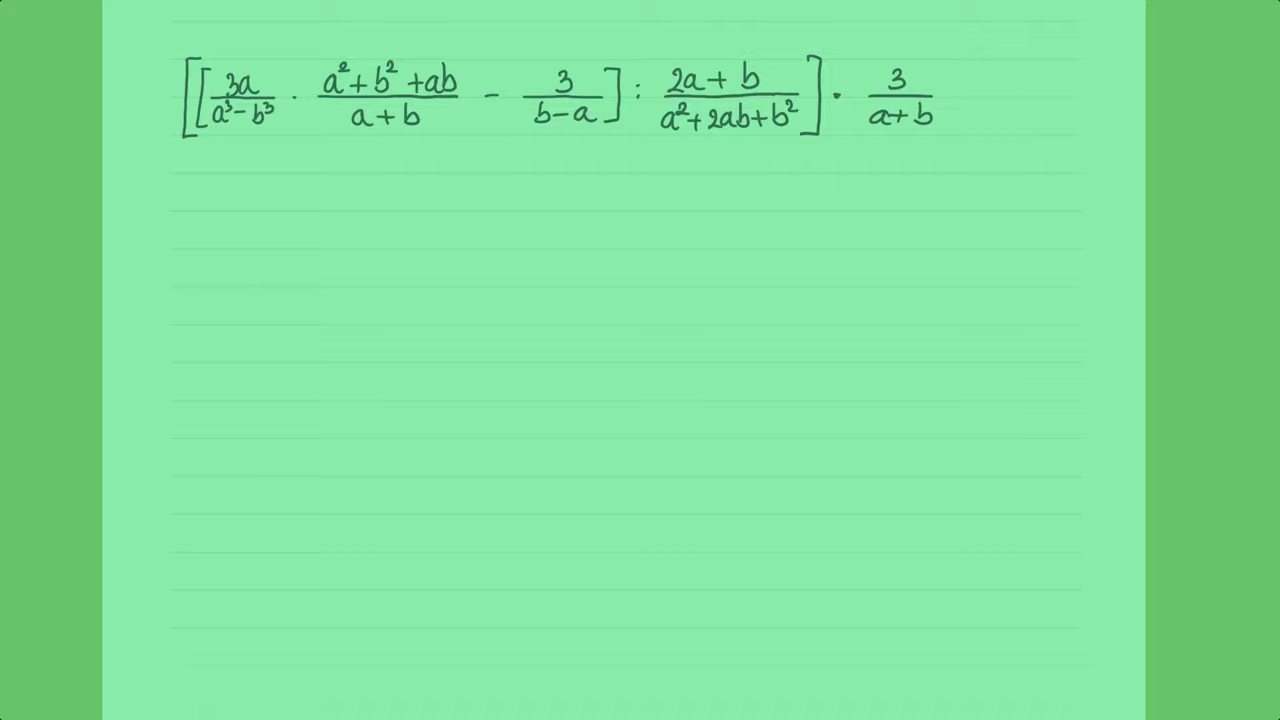 [[3a/(a³-b³) · (a²+b²+ab)/(a+b) - 3/(b-a)] : (2a+b)/(a²+2ab+b²)] · 3/(a+b)